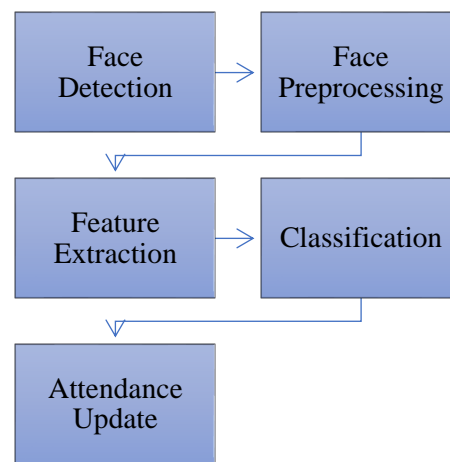 Face
Detection
Face
Preprocessing
Feature
Extraction
Classification
Attendance
Update